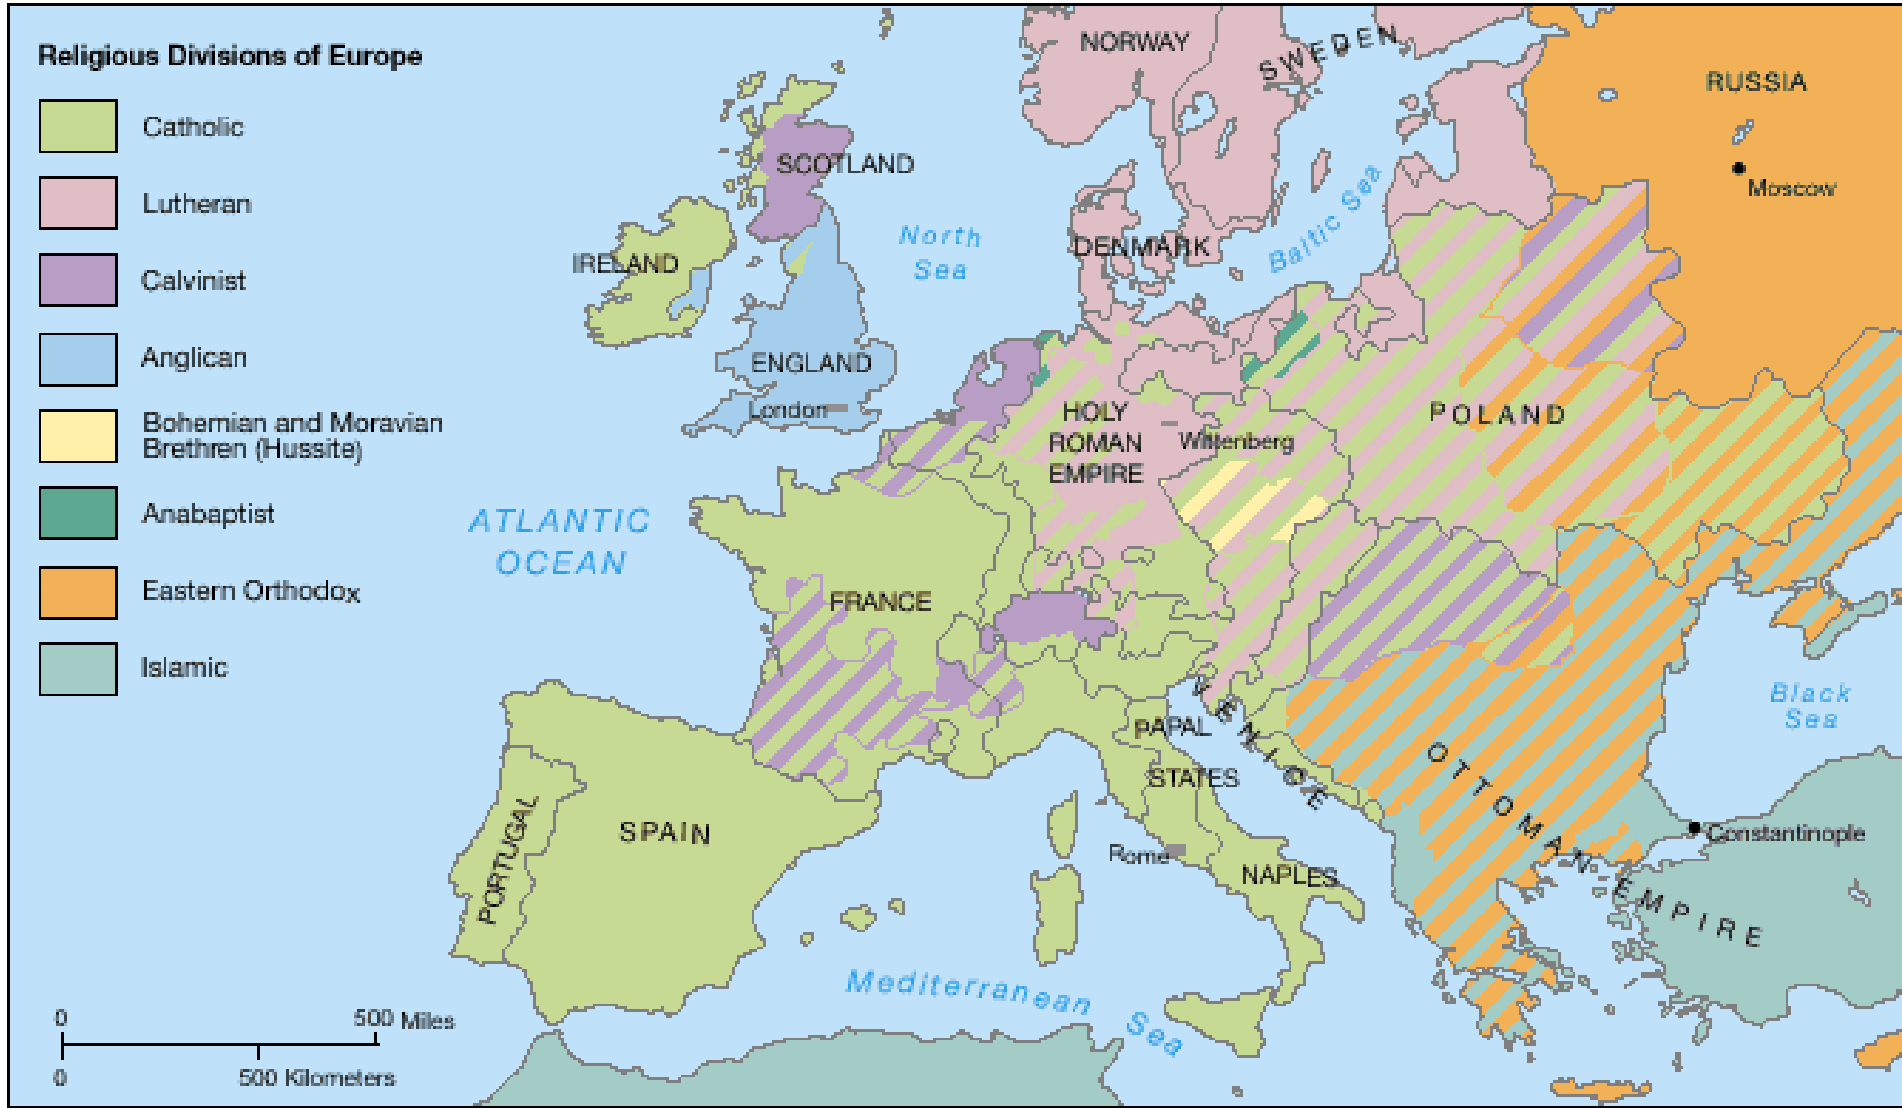 Religious Divisions of Europe
Catholic
Lutheran
Calvinist
Anglican
Bohemian and Moravian
Brethren (Hussite)
Anabaptist
Eastern Orthodox
Islamic
NORWAY
SWEDEN
RUSSIA
Moscow
SCOTLAND
North
Sea
DENMARK
Baltic Sea
IRELAND
ENGLAND
London
HOLY
ROMAN
EMPIRE
Wittenberg
POLAND
ATLANTIC
OCEAN
FRANCE
VENICE
PAPAL
STATES
Black
Sea
OTTOMAN EMPIRE
Constantinople
PORTUGAL
SPAIN
Rome
NAPLES
Mediterranean
Sea
0 500 Miles
0 500 Kilometers